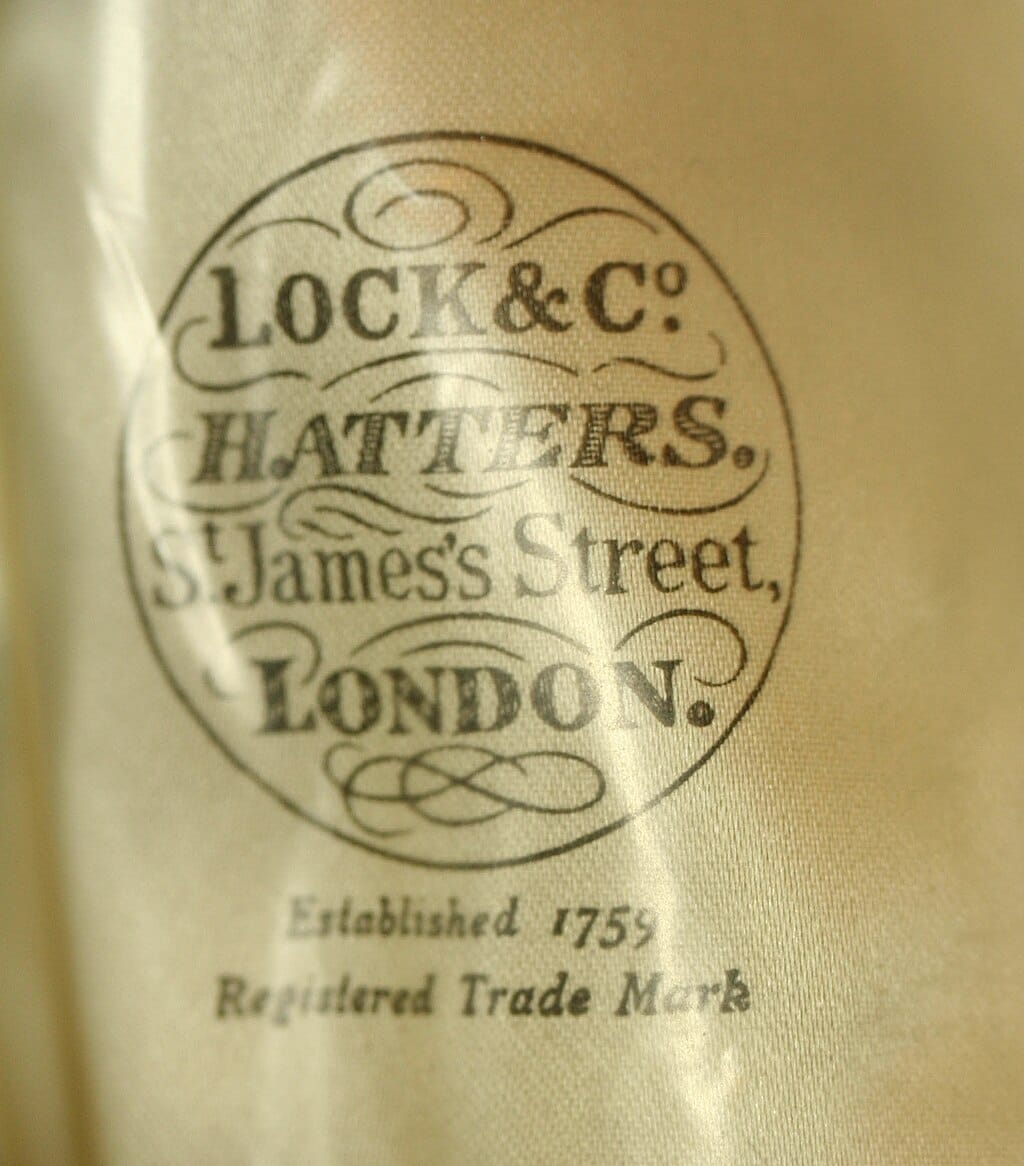 LOCK & Cº.
HATTERS.
St. James's Street,
LONDON.
Established 1759
Registered Trade Mark